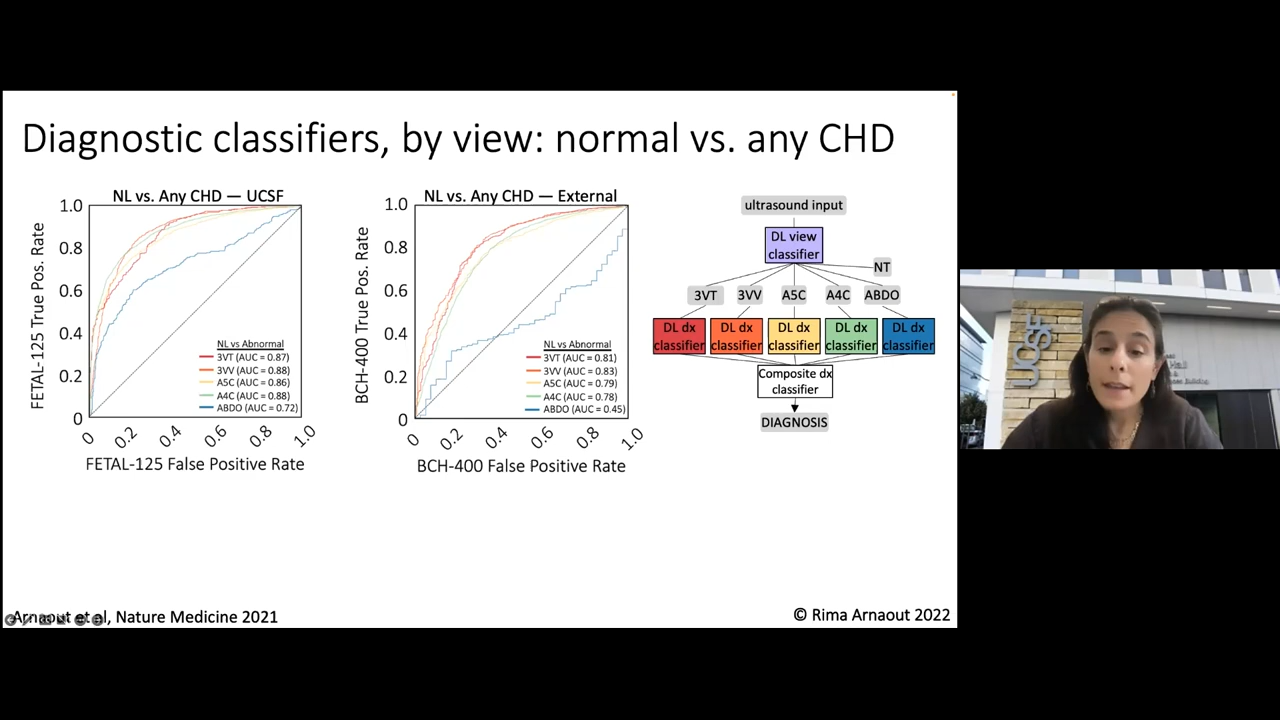 Diagnostic classifiers, by view: normal vs. any CHD
NL vs. Any CHD — UCSF
FETAL-125 True Pos. Rate
1.0
0.8
0.6
0.4
0.2
0
NL vs Abnormal
3VT (AUC = 0.87)
3VV (AUC = 0.88)
A5C (AUC = 0.86)
A4C (AUC = 0.88)
ABDO (AUC = 0.72)
0 0.2 0.4 0.6 0.8 1.0
FETAL-125 False Positive Rate
NL vs. Any CHD — External
BCH-400 True Pos. Rate
1.0
0.8
0.6
0.4
0.2
0
NL vs Abnormal
3VT (AUC = 0.81)
3VV (AUC = 0.83)
A5C (AUC = 0.79)
A4C (AUC = 0.78)
ABDO (AUC = 0.45)
0 0.2 0.4 0.6 0.8 1.0
BCH-400 False Positive Rate
ultrasound input
DL view
classifier
NT
3VT 3VV A5C A4C ABDO
DL dx DL dx DL dx DL dx DL dx
classifier classifier classifier classifier classifier
Composite dx
classifier
DIAGNOSIS
Arnaout et al, Nature Medicine 2021
© Rima Arnaout 2022
UCSF